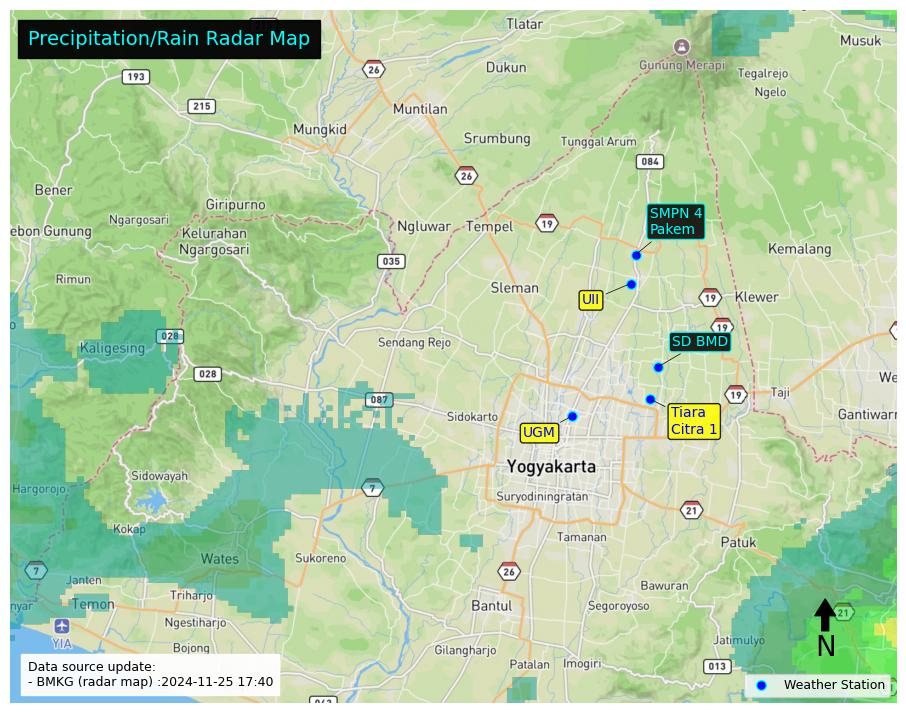 Precipitation/Rain Radar Map
Tlatar
Musuk
26
Gunung Merapi
Dukun
Tegalrejo
193
Ngelo
215
Muntilan
Mungkid
Srumbung
Tunggal Arum
084
26
Bener
Giripurno
SMPN 4
Pakem
Ngargosari
ebon Gunung
Kelurahan
Ngargosari
Ngluwar
Tempel
19
Kemalang
035
Rimun
Sleman
UII
19
Klewer
19
028
Kaligesing
Sendang Rejo
SD BMD
028
We
087
19
Taji
Sidokarto
Tiara
Citra 1
Gantiwarn
UGM
Yogyakarta
Sidowayah
Hargorojo
7
Suryodiningratan
21
Kokap
Tamanan
Patuk
Wates
Sukoreno
7
26
Janten
Bawuran
Triharjo
nyar
Temon
Bantul
Segoroyoso
21
YIA
Ngestiharjo
N
Jatimulyo
Bojong
Gilangharjo
Patalan
Imogiri
013
Data source update:
- BMKG (radar map) :2024-11-25 17:40
Weather Station